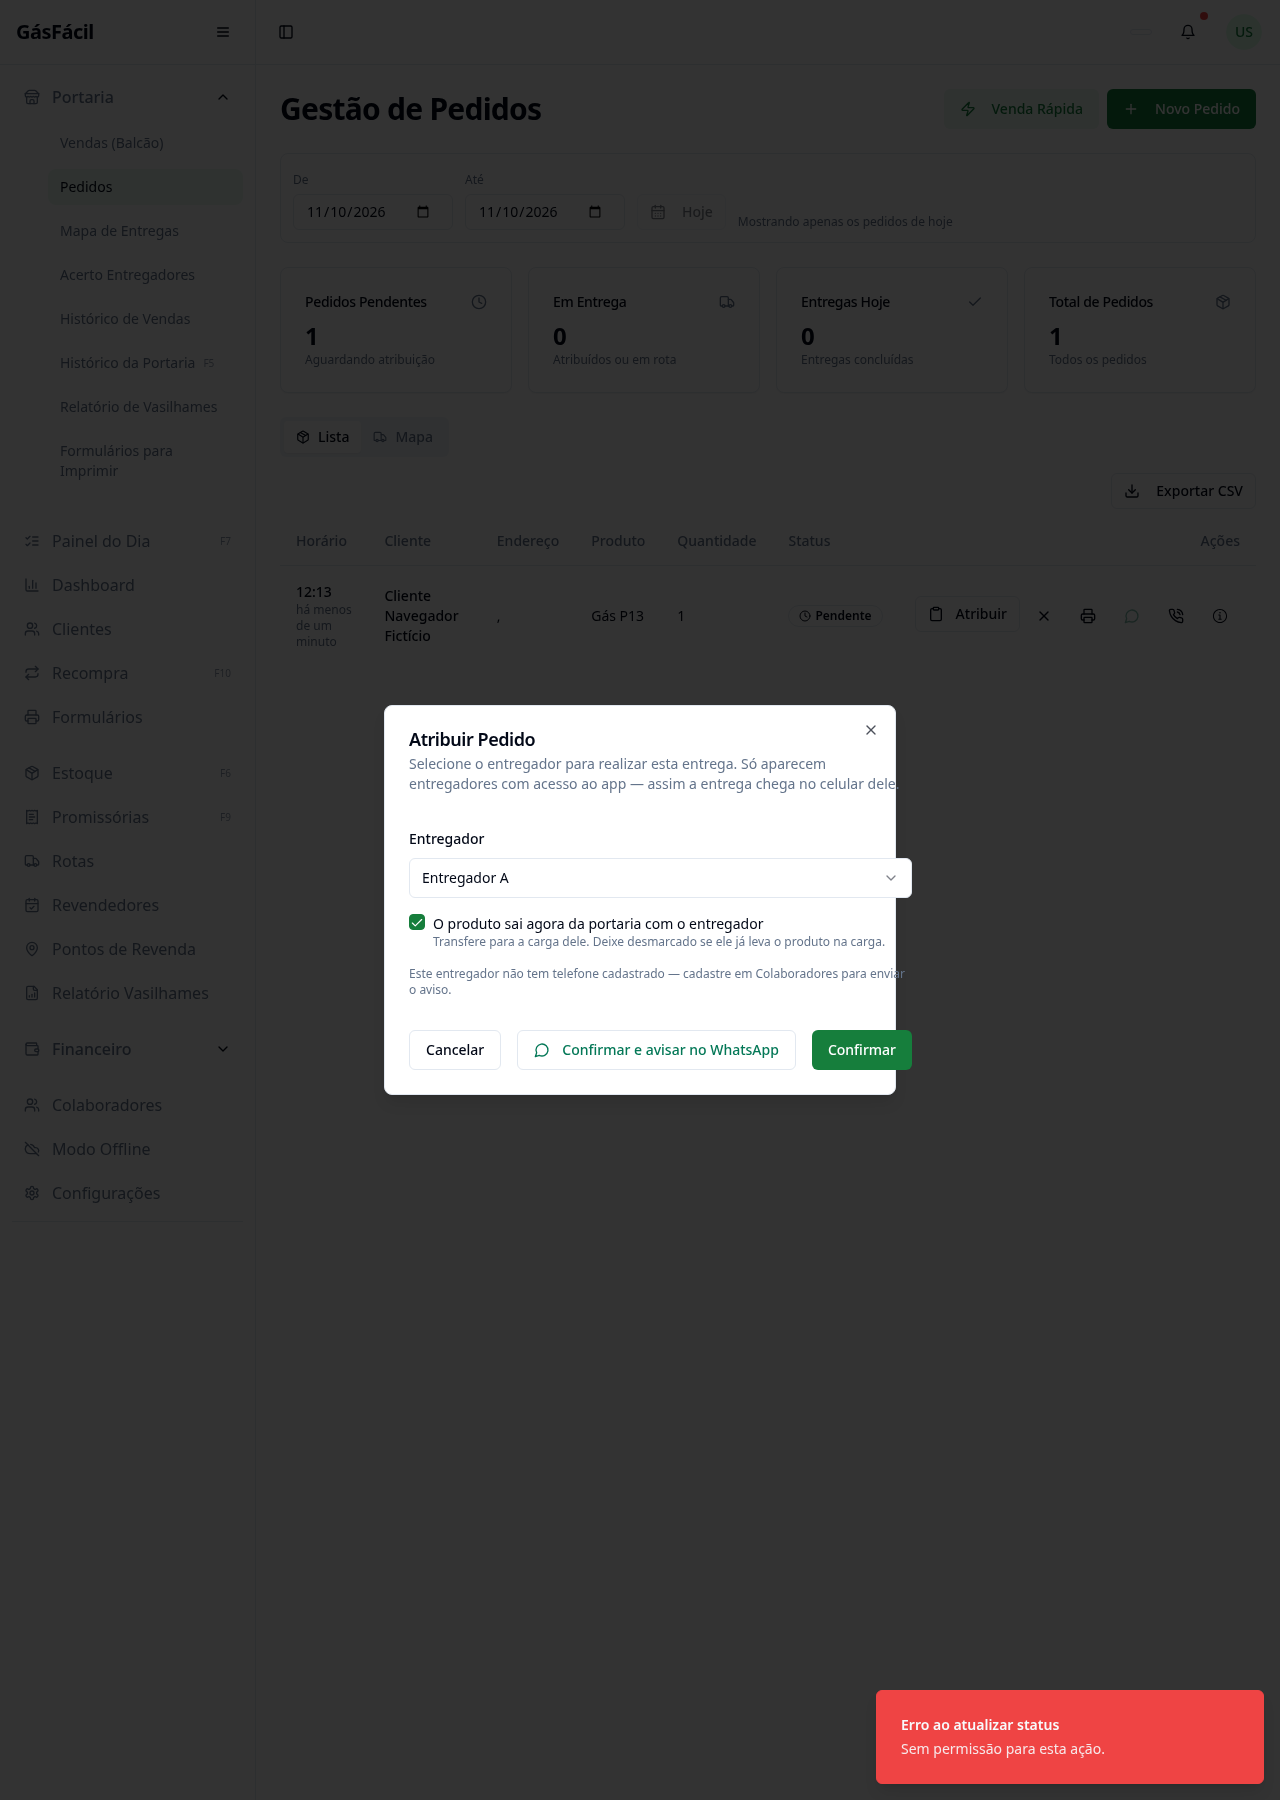 GásFácil
US
Portaria
Vendas (Balcão)
Pedidos
Mapa de Entregas
Acerto Entregadores
Histórico de Vendas
Histórico da Portaria F5
Relatório de Vasilhames
Formulários para
Imprimir
Painel do Dia F7
Dashboard
Clientes
Recompra F10
Formulários
Estoque F6
Promissórias F9
Rotas
Revendedores
Pontos de Revenda
Relatório Vasilhames
Financeiro
Colaboradores
Modo Offline
Configurações
Gestão de Pedidos
Venda Rápida
Novo Pedido
De
Até
11/10/2026
11/10/2026
Hoje
Mostrando apenas os pedidos de hoje
Pedidos Pendentes
1
Aguardando atribuição
Em Entrega
0
Atribuídos ou em rota
Entregas Hoje
0
Entregas concluídas
Total de Pedidos
1
Todos os pedidos
Lista
Mapa
Exportar CSV
Horário Cliente Endereço Produto Quantidade Status Ações
12:13
há menos
de um
minuto
Cliente
Navegador
Fictício
,
Gás P13
1
Pendente
Atribuir
Atribuir Pedido
Selecione o entregador para realizar esta entrega. Só aparecem
entregadores com acesso ao app — assim a entrega chega no celular dele.
Entregador
Entregador A
O produto sai agora da portaria com o entregador
Transfere para a carga dele. Deixe desmarcado se ele já leva o produto na carga.
Este entregador não tem telefone cadastrado — cadastre em Colaboradores para enviar
o aviso.
Cancelar
Confirmar e avisar no WhatsApp
Confirmar
Erro ao atualizar status
Sem permissão para esta ação.